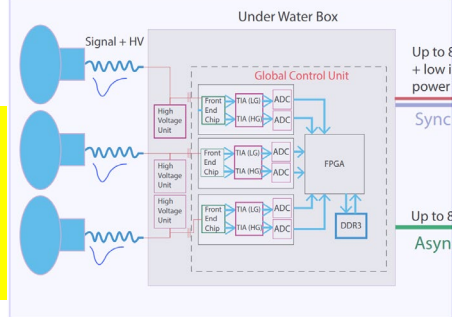 Under Water Box
Signal + HV
Up to 8
+ low i
power
Sync
Global Control Unit
Front
End
Chip
TIA (LG)
ADC
TIA (HG)
ADC
High
Voltage
Unit
Front
End
Chip
TIA (LG)
ADC
TIA (HG)
ADC
FPGA
High
Voltage
Unit
High
Voltage
Unit
Front
End
Chip
TIA (LG)
ADC
TIA (HG)
ADC
DDR3
Up to 8
Asyn